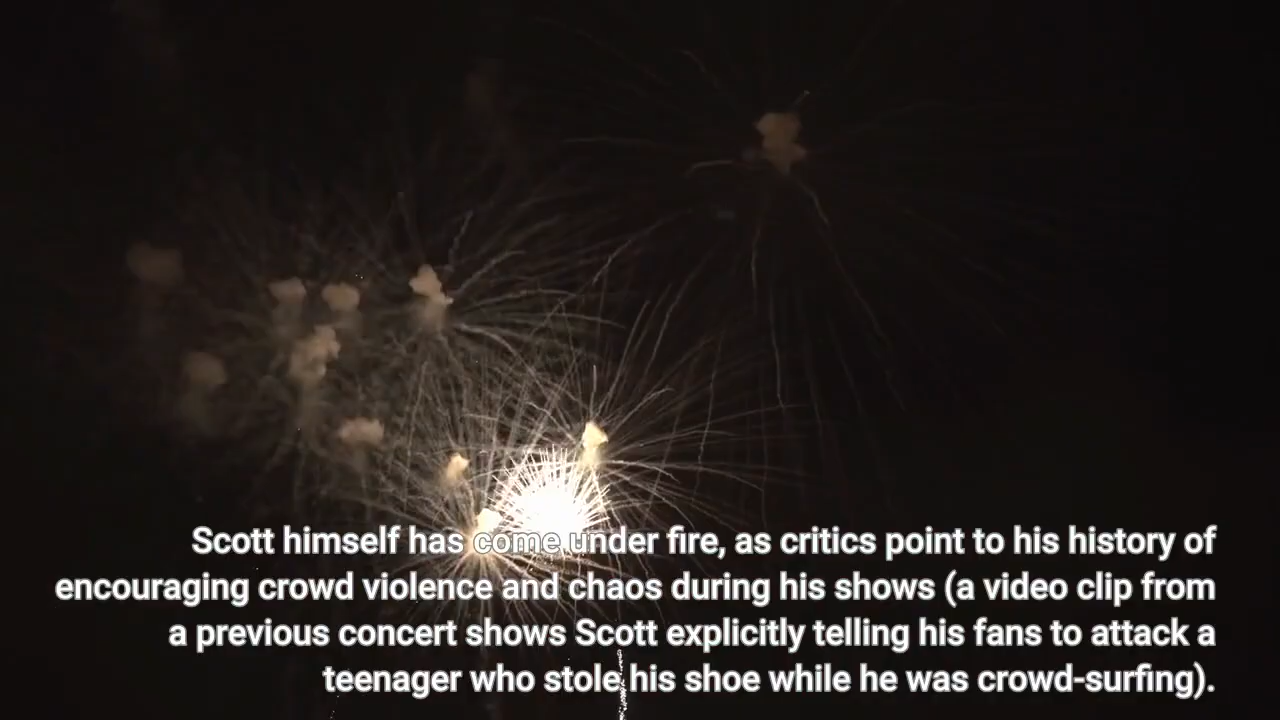 Scott himself has come under fire, as critics point to his history of
encouraging crowd violence and chaos during his shows (a video clip from
a previous concert shows Scott explicitly telling his fans to attack a
teenager who stole his shoe while he was crowd-surfing).